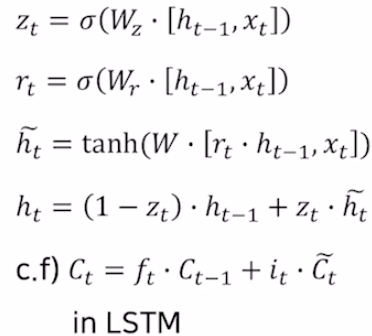 z_t = σ(W_z · [h_{t−1}, x_t])
r_t = σ(W_r · [h_{t−1}, x_t])
h̃_t = tanh(W · [r_t · h_{t−1}, x_t])
h_t = (1 − z_t) · h_{t−1} + z_t · h̃_t
c.f) C_t = f_t · C_{t−1} + i_t · C̃_t
in LSTM